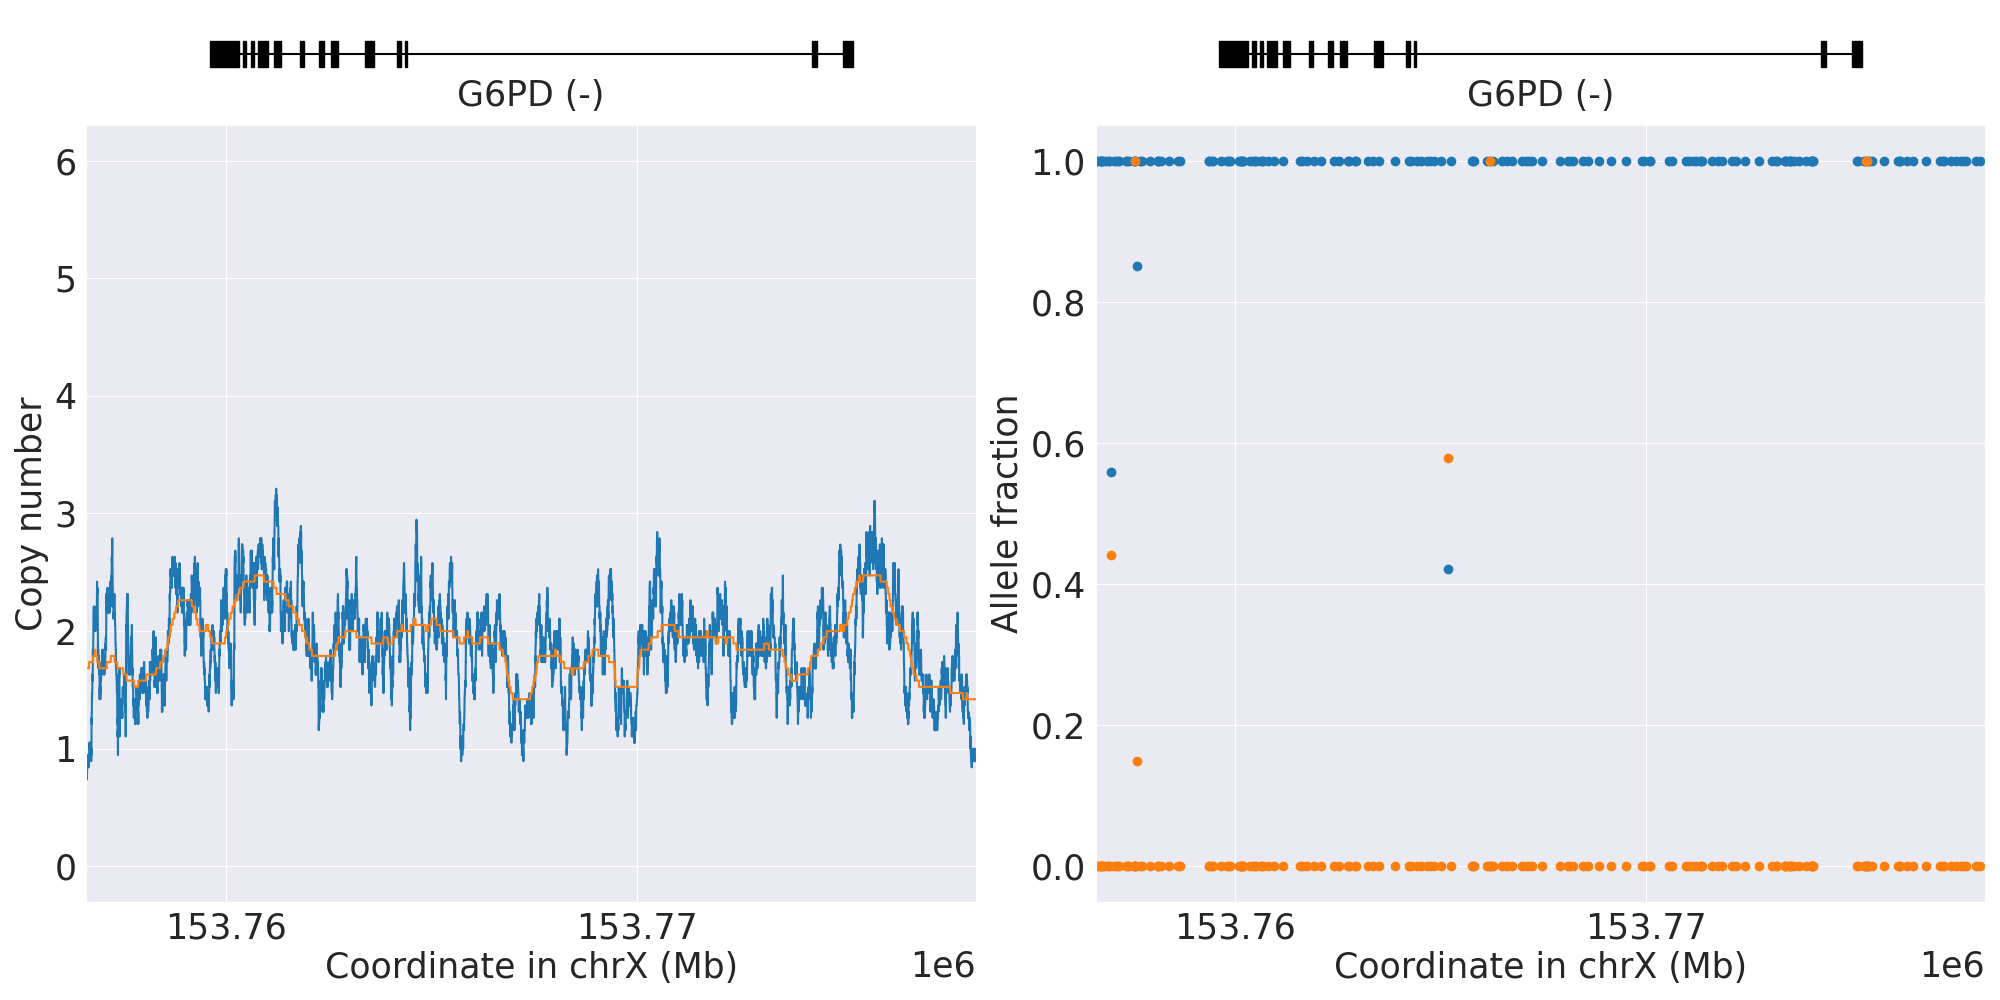 G6PD (-)
G6PD (-)
Copy number
6
5
4
3
2
1
0
153.76
153.77
Coordinate in chrX (Mb)
1e6
Allele fraction
1.0
0.8
0.6
0.4
0.2
0.0
153.76
153.77
Coordinate in chrX (Mb)
1e6